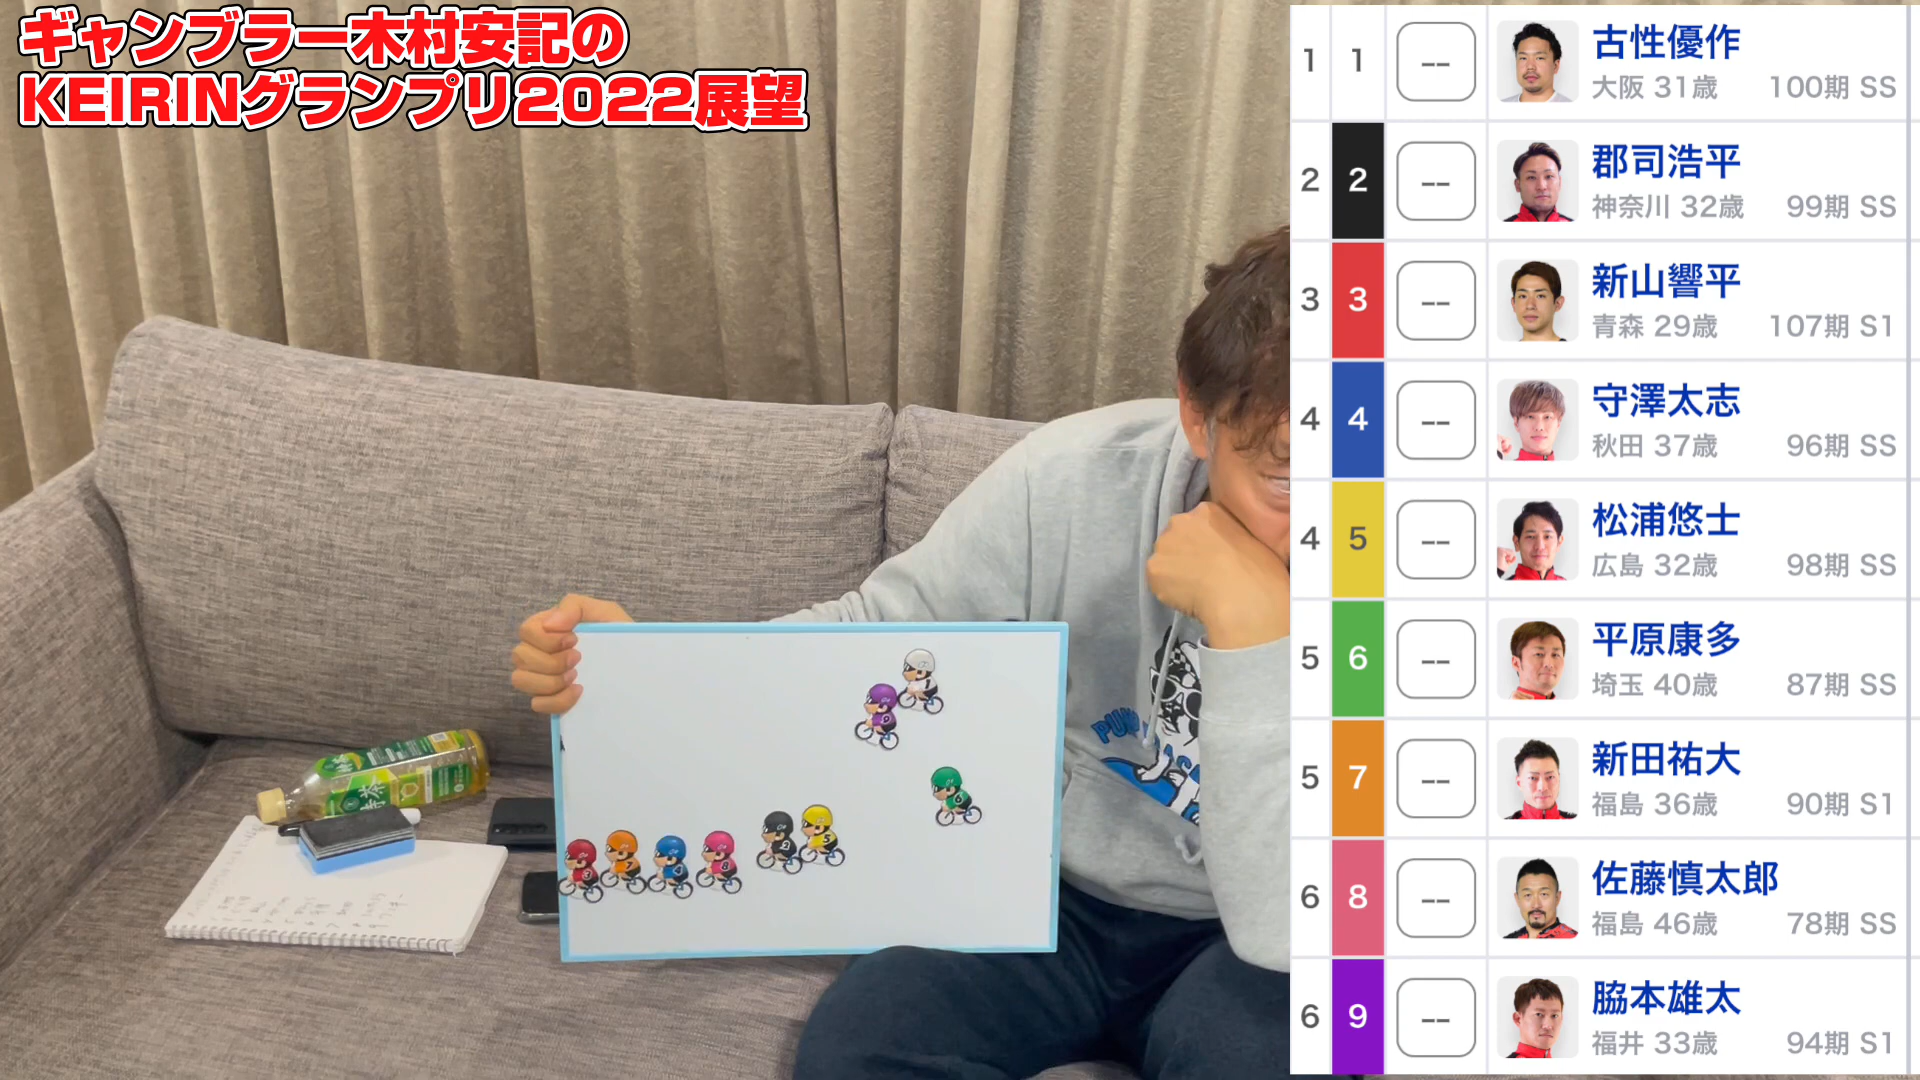 ギャンブラー木村安記の
KEIRINグランプリ2022展望
1 1 -- 古性優作
大阪 31歳 100期 SS
2 2 -- 郡司浩平
神奈川 32歳 99期 SS
3 3 -- 新山響平
青森 29歳 107期 S1
4 4 -- 守澤太志
秋田 37歳 96期 SS
4 5 -- 松浦悠士
広島 32歳 98期 SS
5 6 -- 平原康多
埼玉 40歳 87期 SS
5 7 -- 新田祐大
福島 36歳 90期 S1
6 8 -- 佐藤慎太郎
福島 46歳 78期 SS
6 9 -- 脇本雄太
福井 33歳 94期 S1